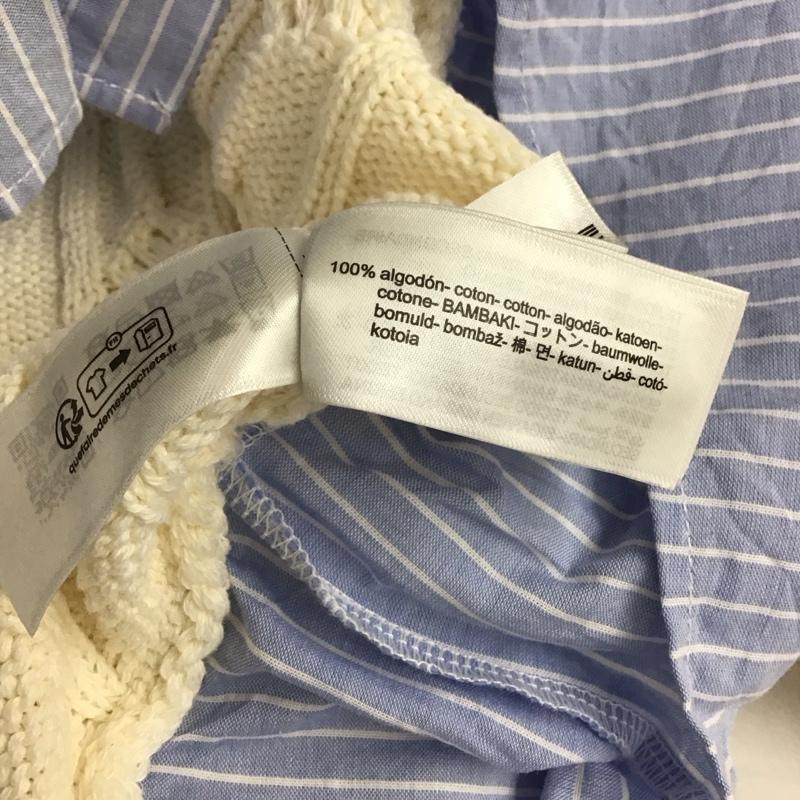 100% algodón- coton- cotton- algodão- katoen-
cotone- BAMBAKI- コットン- baumwolle-
bomuld- bombaž- 棉- 면- katun- قطن- cotó-
kotoia
FR
quefairedemesdechets.fr